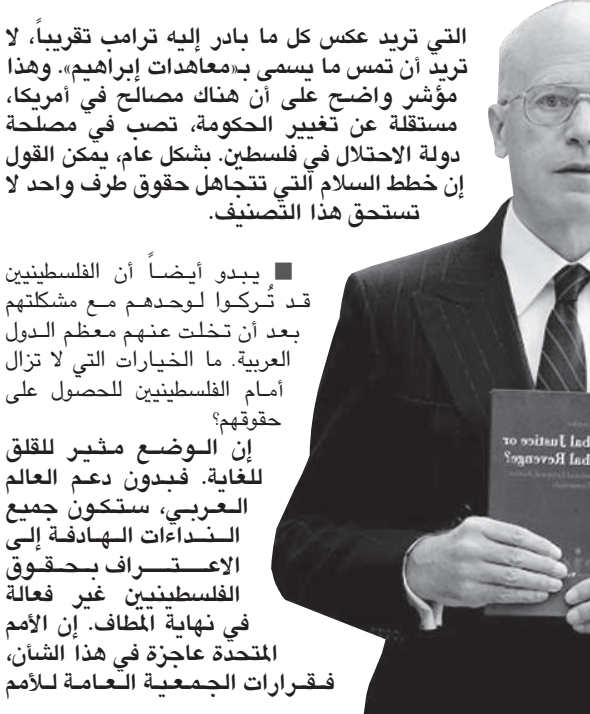 التي تريد عكس كل ما بادر إليه ترامب تقريباً، لا
تريد أن تمس ما يسمى بـ«معاهدات إبراهيم». وهذا
مؤشر واضح على أن هناك مصالح في أمريكا،
مستقلة عن تغيير الحكومة، تصب في مصلحة
دولة الاحتلال في فلسطين. بشكل عام، يمكن القول
إن خطط السلام التي تتجاهل حقوق طرف واحد لا
تستحق هذا التصنيف.
■ يبدو أيضاً أن الفلسطينيين
قد تُركوا لوحدهم مع مشكلتهم
بعد أن تخلت عنهم معظم الدول
العربية. ما الخيارات التي لا تزال
أمام الفلسطينيين للحصول على
حقوقهم؟
إن الوضع مثير للقلق
للغاية. فبدون دعم العالم
العربي، ستكون جميع
النداءات الهادفة إلى
الاعتراف بحقوق
الفلسطينيين غير فعالة
في نهاية المطاف. إن الأمم
المتحدة عاجزة في هذا الشأن،
فقرارات الجمعية العامة للأمم
bal Justice or
bal Revenge?